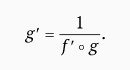 g′ = 1 / (f′ ∘ g).